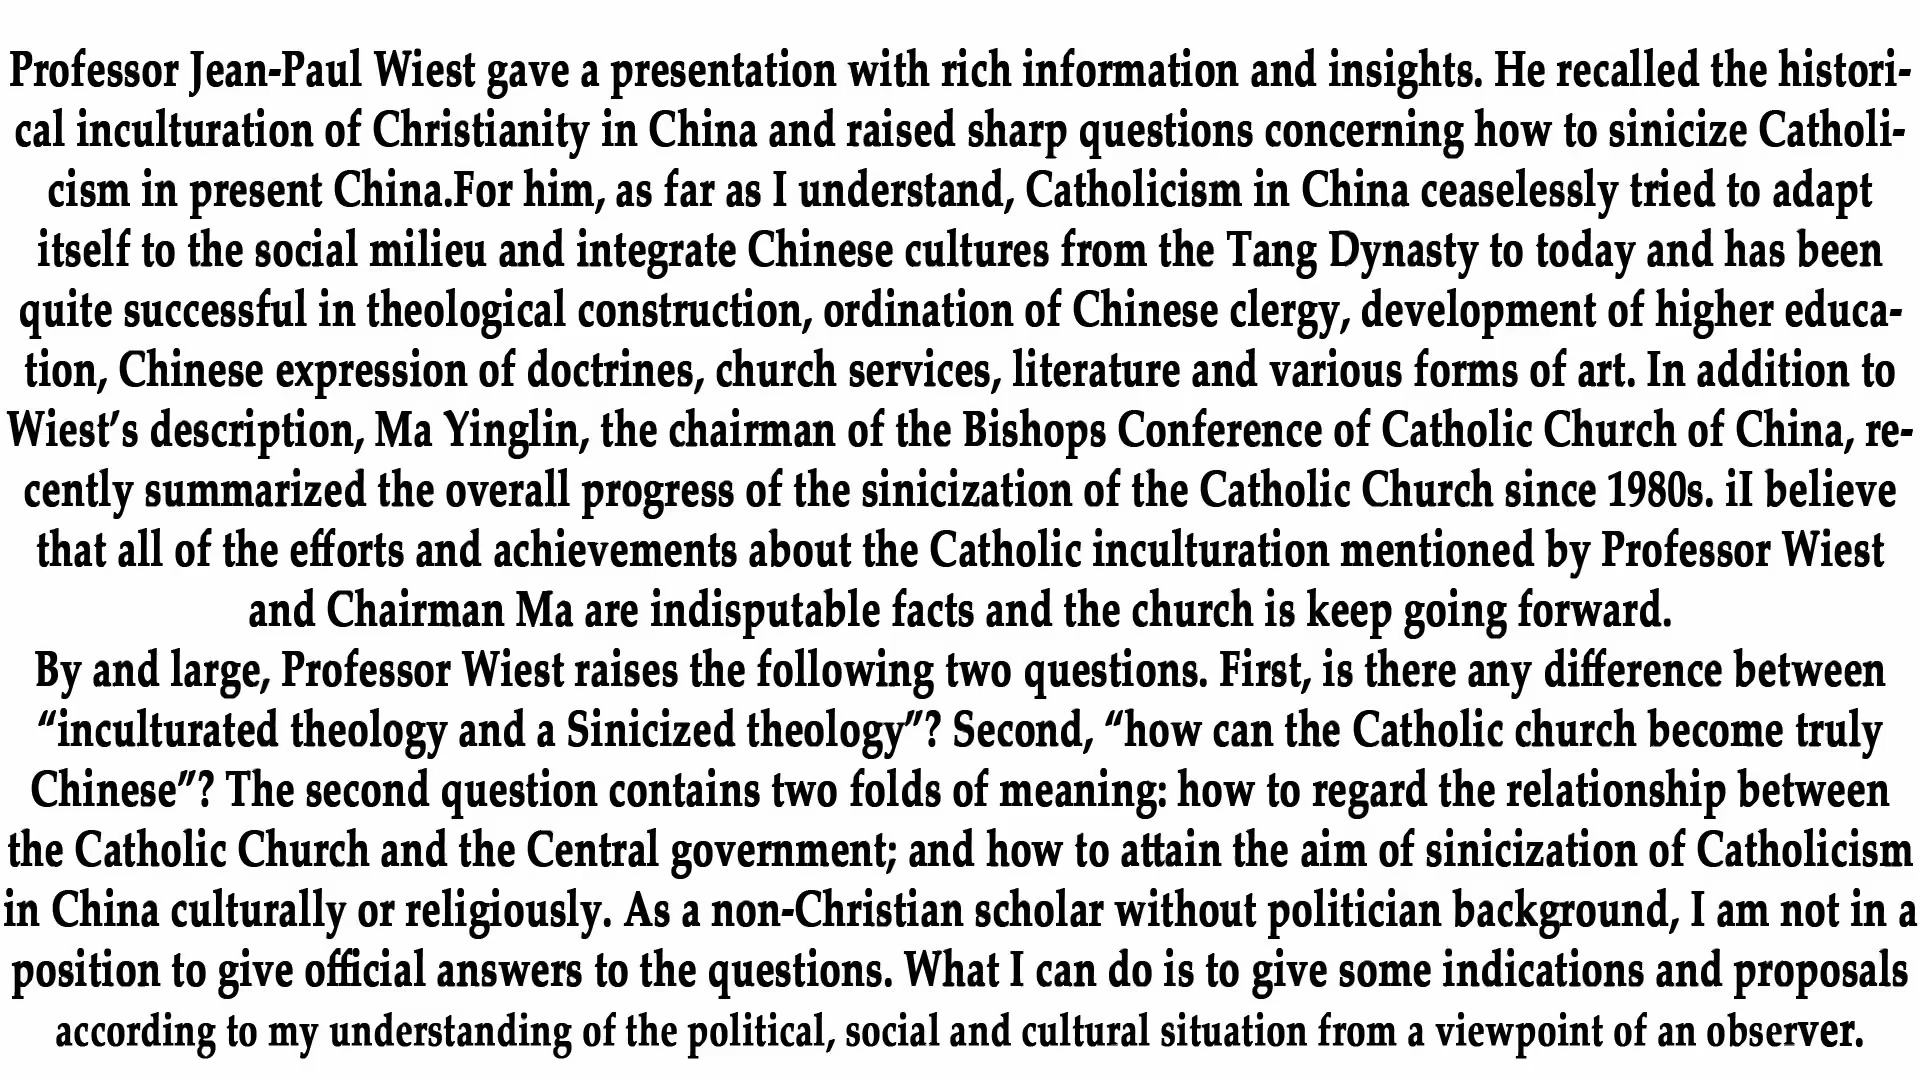 Professor Jean-Paul Wiest gave a presentation with rich information and insights. He recalled the histori-
cal inculturation of Christianity in China and raised sharp questions concerning how to sinicize Catholi-
cism in present China.For him, as far as I understand, Catholicism in China ceaselessly tried to adapt
itself to the social milieu and integrate Chinese cultures from the Tang Dynasty to today and has been
quite successful in theological construction, ordination of Chinese clergy, development of higher educa-
tion, Chinese expression of doctrines, church services, literature and various forms of art. In addition to
Wiest’s description, Ma Yinglin, the chairman of the Bishops Conference of Catholic Church of China, re-
cently summarized the overall progress of the sinicization of the Catholic Church since 1980s. iI believe
that all of the efforts and achievements about the Catholic inculturation mentioned by Professor Wiest
and Chairman Ma are indisputable facts and the church is keep going forward.
By and large, Professor Wiest raises the following two questions. First, is there any difference between
“inculturated theology and a Sinicized theology”? Second, “how can the Catholic church become truly
Chinese”? The second question contains two folds of meaning: how to regard the relationship between
the Catholic Church and the Central government; and how to attain the aim of sinicization of Catholicism
in China culturally or religiously. As a non-Christian scholar without politician background, I am not in a
position to give official answers to the questions. What I can do is to give some indications and proposals
according to my understanding of the political, social and cultural situation from a viewpoint of an observer.